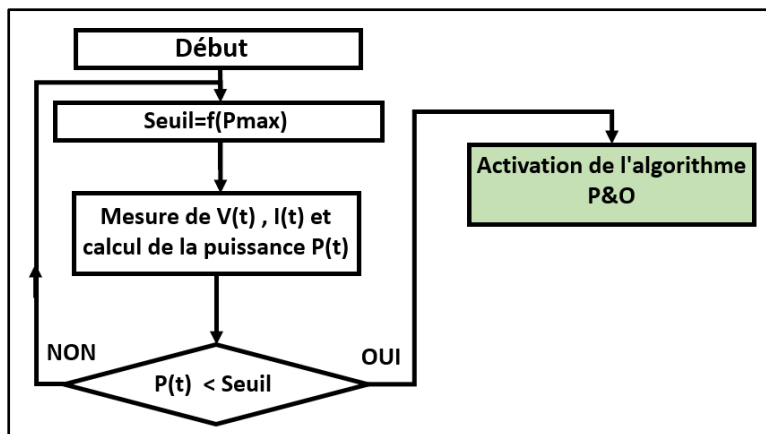 Début
Seuil=f(Pmax)
Mesure de V(t) , I(t) et
calcul de la puissance P(t)
NON
P(t) < Seuil
OUI
Activation de l'algorithme
P&O